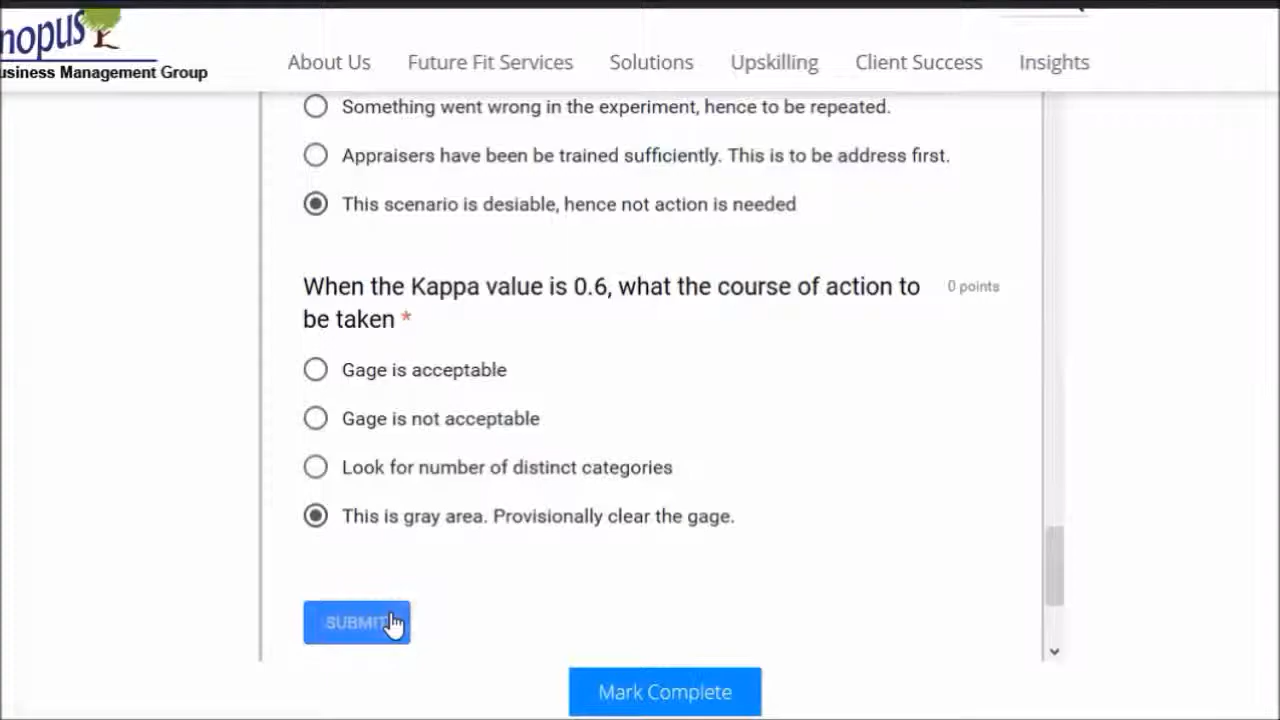 nopus
usiness Management Group
About Us Future Fit Services Solutions Upskilling Client Success Insights
Something went wrong in the experiment, hence to be repeated.
Appraisers have been be trained sufficiently. This is to be address first.
This scenario is desiable, hence not action is needed
When the Kappa value is 0.6, what the course of action to 0 points
be taken *
Gage is acceptable
Gage is not acceptable
Look for number of distinct categories
This is gray area. Provisionally clear the gage.
SUBMIT
Mark Complete